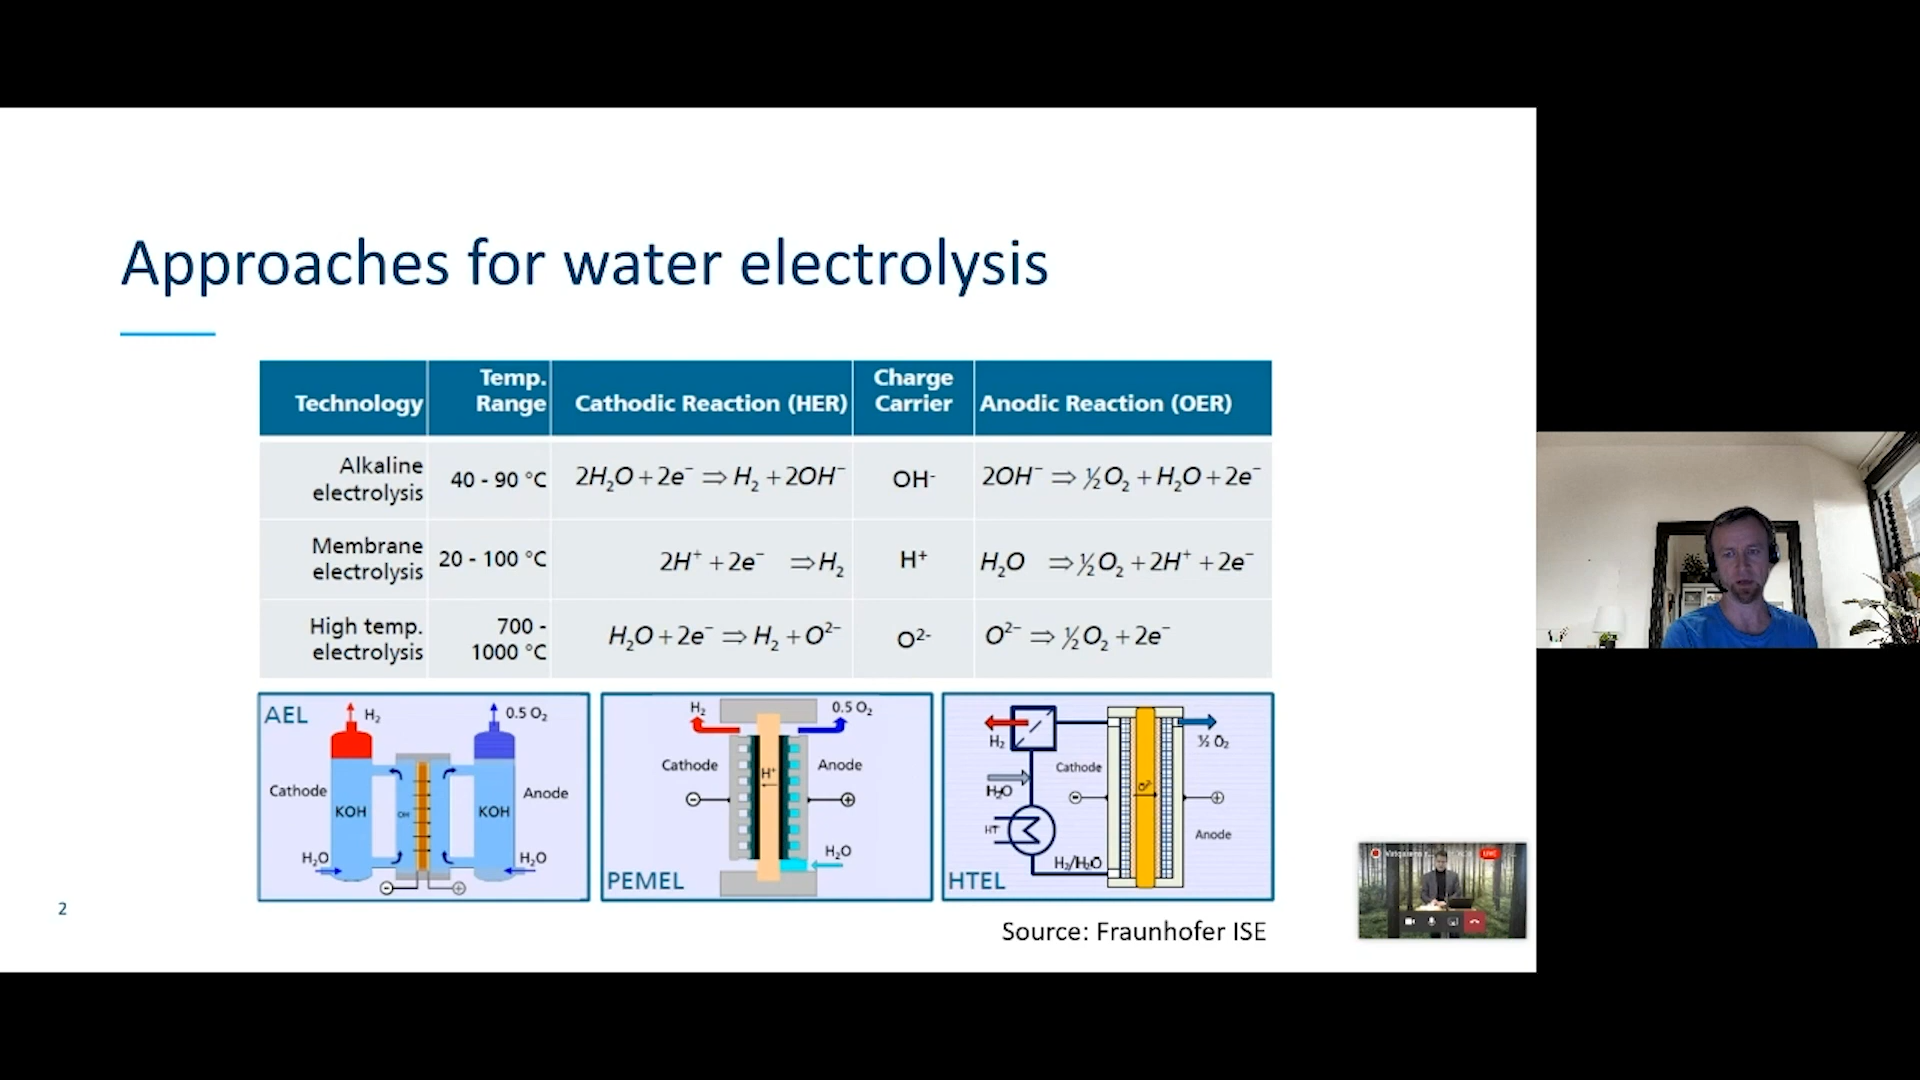 Approaches for water electrolysis
Technology
Temp.
Range
Cathodic Reaction (HER)
Charge
Carrier
Anodic Reaction (OER)
Alkaline
electrolysis
40 - 90 °C
2H₂O + 2e⁻ ⇒ H₂ + 2OH⁻
OH⁻
2OH⁻ ⇒ ½O₂ + H₂O + 2e⁻
Membrane
electrolysis
20 - 100 °C
2H⁺ + 2e⁻ ⇒ H₂
H⁺
H₂O ⇒ ½O₂ + 2H⁺ + 2e⁻
High temp.
electrolysis
700 -
1000 °C
H₂O + 2e⁻ ⇒ H₂ + O²⁻
O²⁻
O²⁻ ⇒ ½O₂ + 2e⁻
AEL
H₂
0.5 O₂
Cathode
Anode
KOH
OH⁻
KOH
H₂O
H₂O
H₂
0.5 O₂
Cathode
Anode
H⁺
H₂O
PEMEL
H₂
½ O₂
Cathode
H₂O
O²⁻
HT
Anode
H₂/H₂O
HTEL
2
Source: Fraunhofer ISE
LIVE